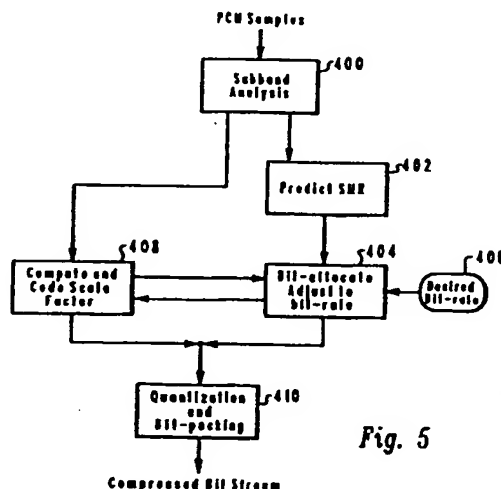 PCM Samples
400
Subband
Analysis
402
Predict SMR
408
Compute and
Code Scale
Factor
404
Bit-allocate
Adjust to
bit-rate
Desired
Bit-rate
Quantization
and
Bit-packing
410
Fig. 5
Compressed Bit Stream